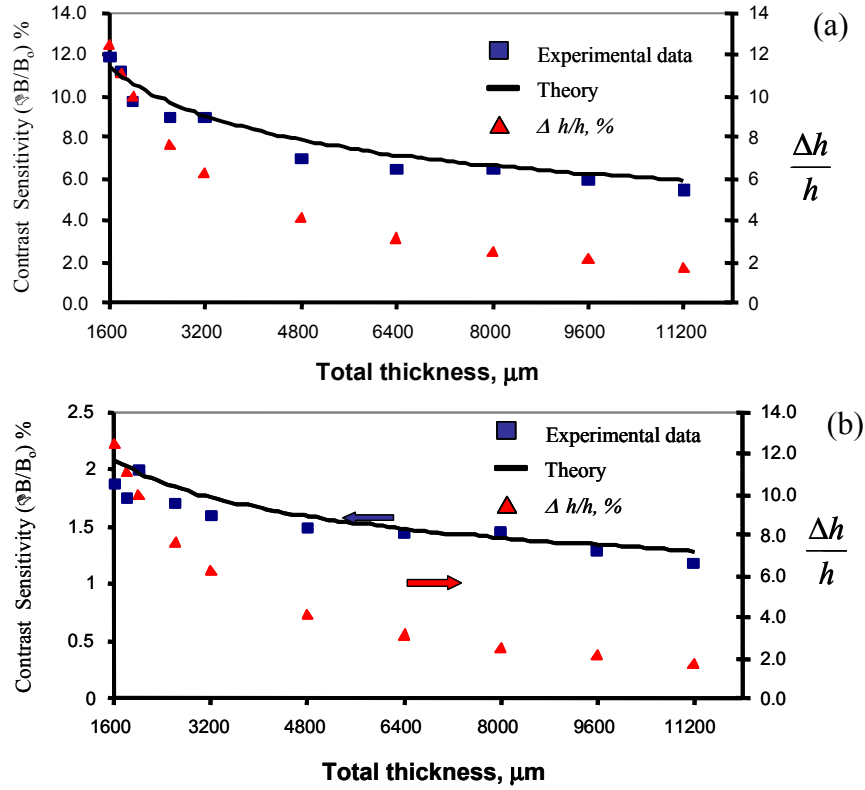 (a)
14.0
12.0
10.0
8.0
6.0
4.0
2.0
0.0
Contrast Sensitivity (B/Bo) %
Experimental data
Theory
Δ h/h, %
14
12
10
8
6
4
2
0
Δh
h
1600 3200 4800 6400 8000 9600 11200
Total thickness, μm
(b)
2.5
2
1.5
1
0.5
0
Contrast Sensitivity (B/Bo) %
Experimental data
Theory
Δ h/h, %
14.0
12.0
10.0
8.0
6.0
4.0
2.0
0.0
Δh
h
1600 3200 4800 6400 8000 9600 11200
Total thickness, μm